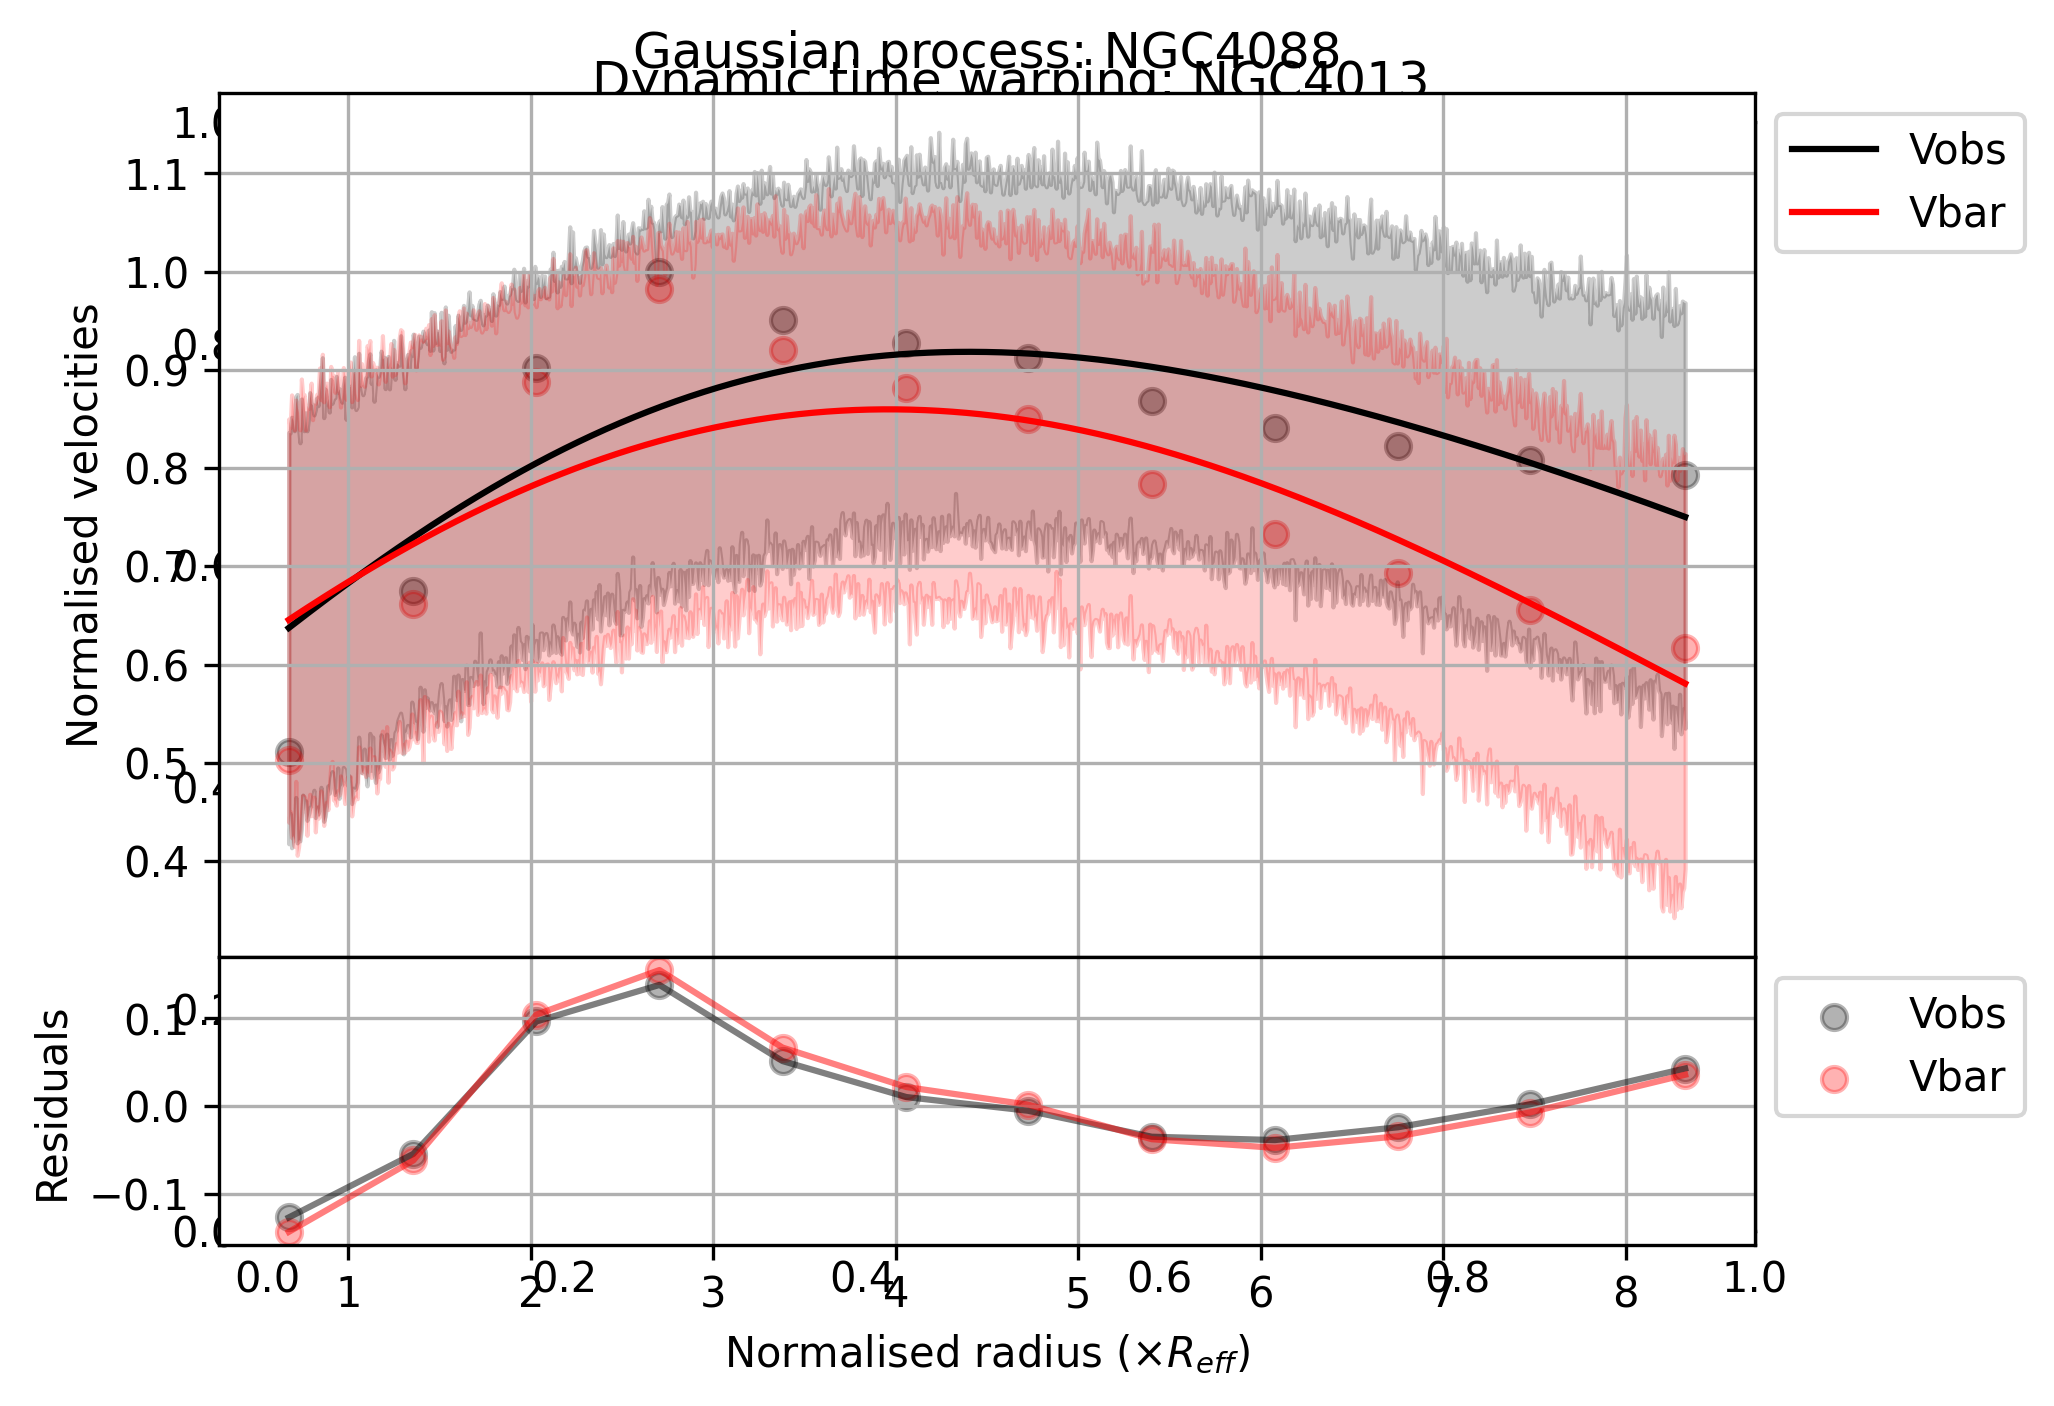 Gaussian process: NGC4088
Dynamic time warping: NGC4013
Normalised velocities
1.1
1.0
0.9
0.8
0.7
0.6
0.5
0.4
Vobs
Vbar
Residuals
0.1
0.0
−0.1
Vobs
Vbar
0.0 0.2 0.4 0.6 0.8 1.0
1 2 3 4 5 6 7 8
Normalised radius (×R_eff)